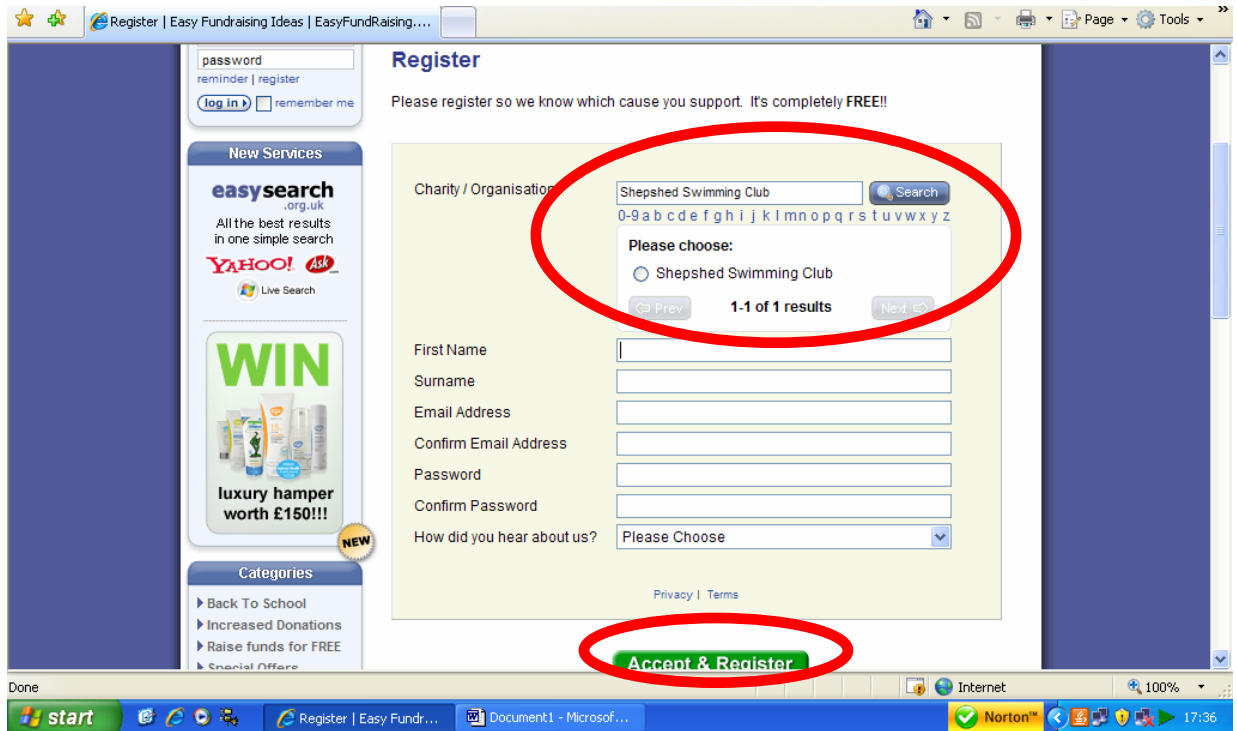 Register | Easy Fundraising Ideas | EasyFundRaising....
Page
Tools
password
reminder | register
log in
remember me
New Services
easysearch
.org.uk
All the best results
in one simple search
YAHOO! Ask
Live Search
WIN
luxury hamper
worth £150!!!
NEW
Categories
Back To School
Increased Donations
Raise funds for FREE
Special Offers
Register
Please register so we know which cause you support. It's completely FREE!!
Charity / Organisation
Shepshed Swimming Club
Search
0-9 a b c d e f g h i j k l m n o p q r s t u v w x y z
Please choose:
Shepshed Swimming Club
Prev
1-1 of 1 results
Next
First Name
Surname
Email Address
Confirm Email Address
Password
Confirm Password
How did you hear about us?
Please Choose
Privacy | Terms
Accept & Register
Done
Internet
100%
start
Register | Easy Fundr...
Document1 - Microsof...
Norton™
17:36